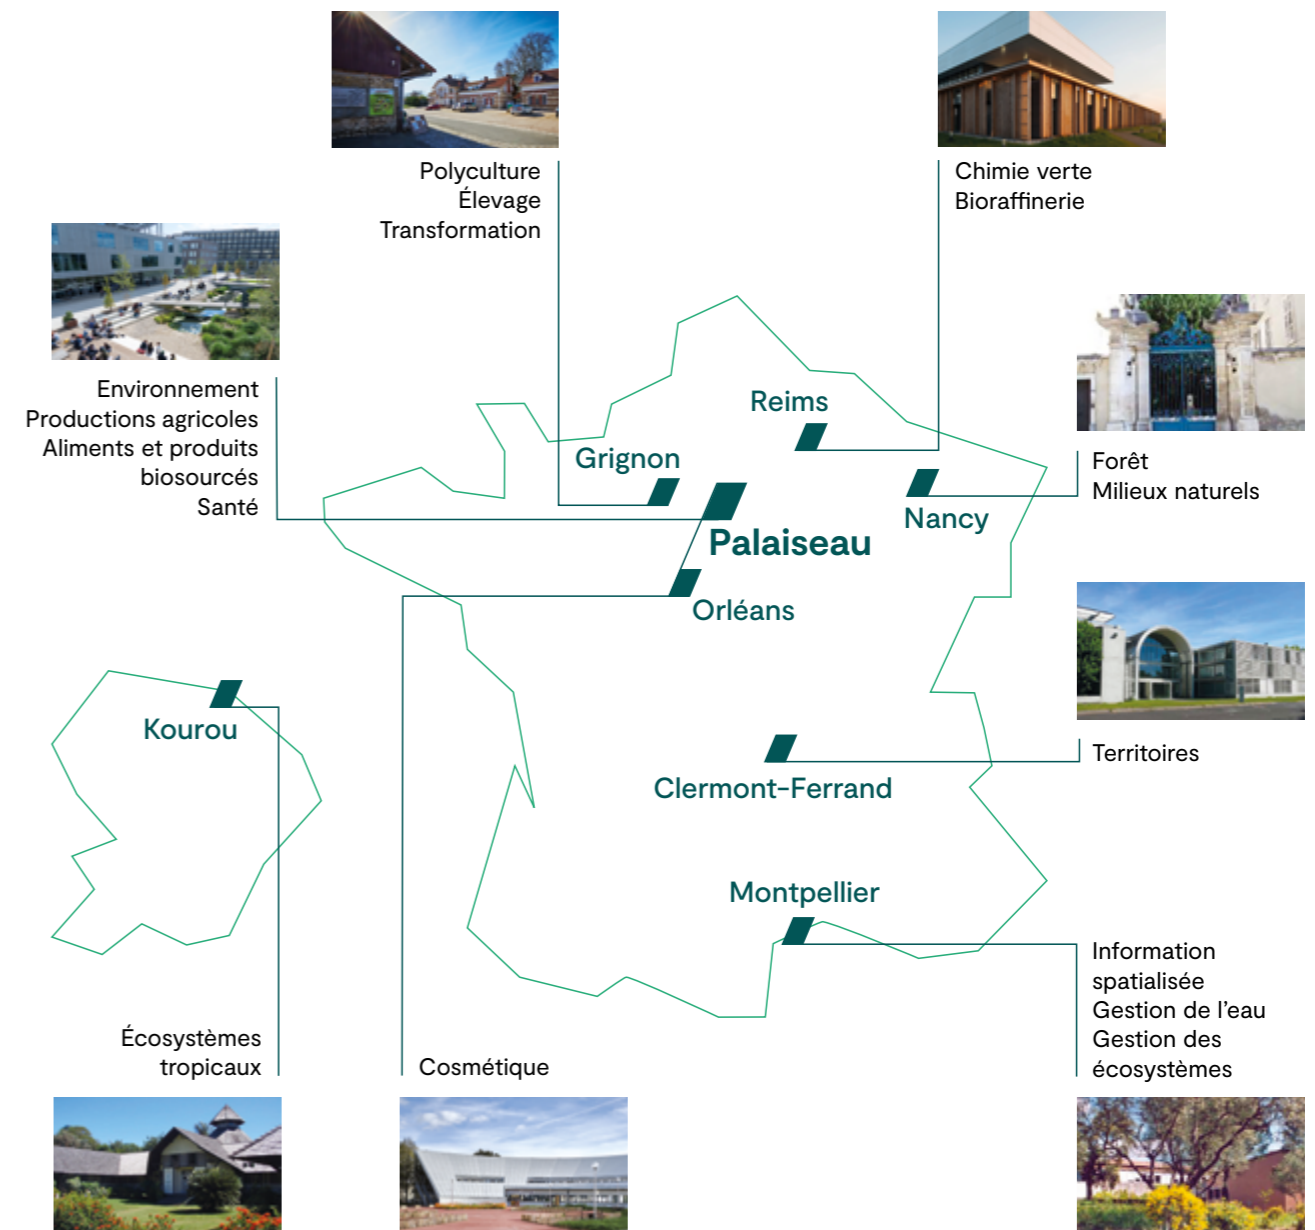 Polyculture
Élevage
Transformation
Chimie verte
Bioraffinerie
Environnement
Productions agricoles
Aliments et produits
biosourcés
Santé
Reims
Grignon
Forêt
Milieux naturels
Nancy
Palaiseau
Orléans
Kourou
Territoires
Clermont-Ferrand
Montpellier
Information
spatialisée
Gestion de l’eau
Gestion des
écosystèmes
Écosystèmes
tropicaux
Cosmétique